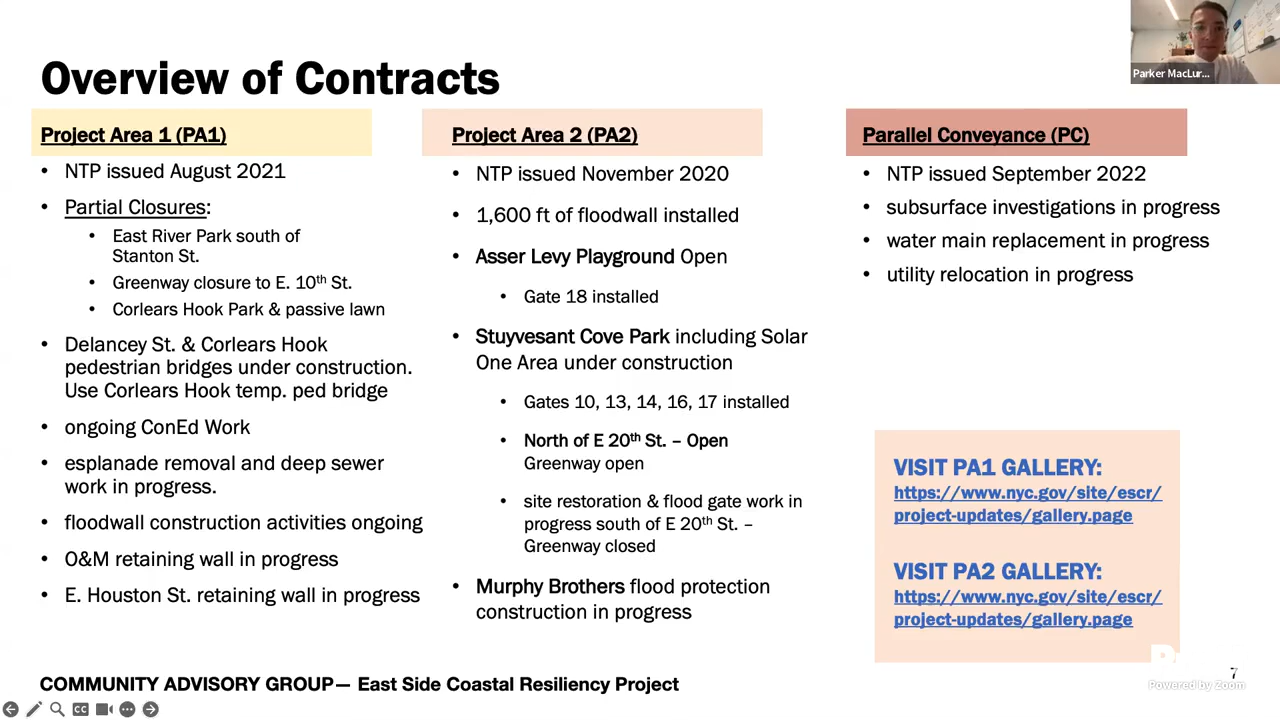 Overview of Contracts
Parker MacLur...
Project Area 1 (PA1)
• NTP issued August 2021
• Partial Closures:
• East River Park south of
Stanton St.
• Greenway closure to E. 10th St.
• Corlears Hook Park & passive lawn
• Delancey St. & Corlears Hook
pedestrian bridges under construction.
Use Corlears Hook temp. ped bridge
• ongoing ConEd Work
• esplanade removal and deep sewer
work in progress.
• floodwall construction activities ongoing
• O&M retaining wall in progress
• E. Houston St. retaining wall in progress
Project Area 2 (PA2)
• NTP issued November 2020
• 1,600 ft of floodwall installed
• Asser Levy Playground Open
• Gate 18 installed
• Stuyvesant Cove Park including Solar
One Area under construction
• Gates 10, 13, 14, 16, 17 installed
• North of E 20th St. – Open
Greenway open
• site restoration & flood gate work in
progress south of E 20th St. –
Greenway closed
• Murphy Brothers flood protection
construction in progress
Parallel Conveyance (PC)
• NTP issued September 2022
• subsurface investigations in progress
• water main replacement in progress
• utility relocation in progress
VISIT PA1 GALLERY:
https://www.nyc.gov/site/escr/
project-updates/gallery.page
VISIT PA2 GALLERY:
https://www.nyc.gov/site/escr/
project-updates/gallery.page
7
Powered by Zoom
COMMUNITY ADVISORY GROUP— East Side Coastal Resiliency Project
CC